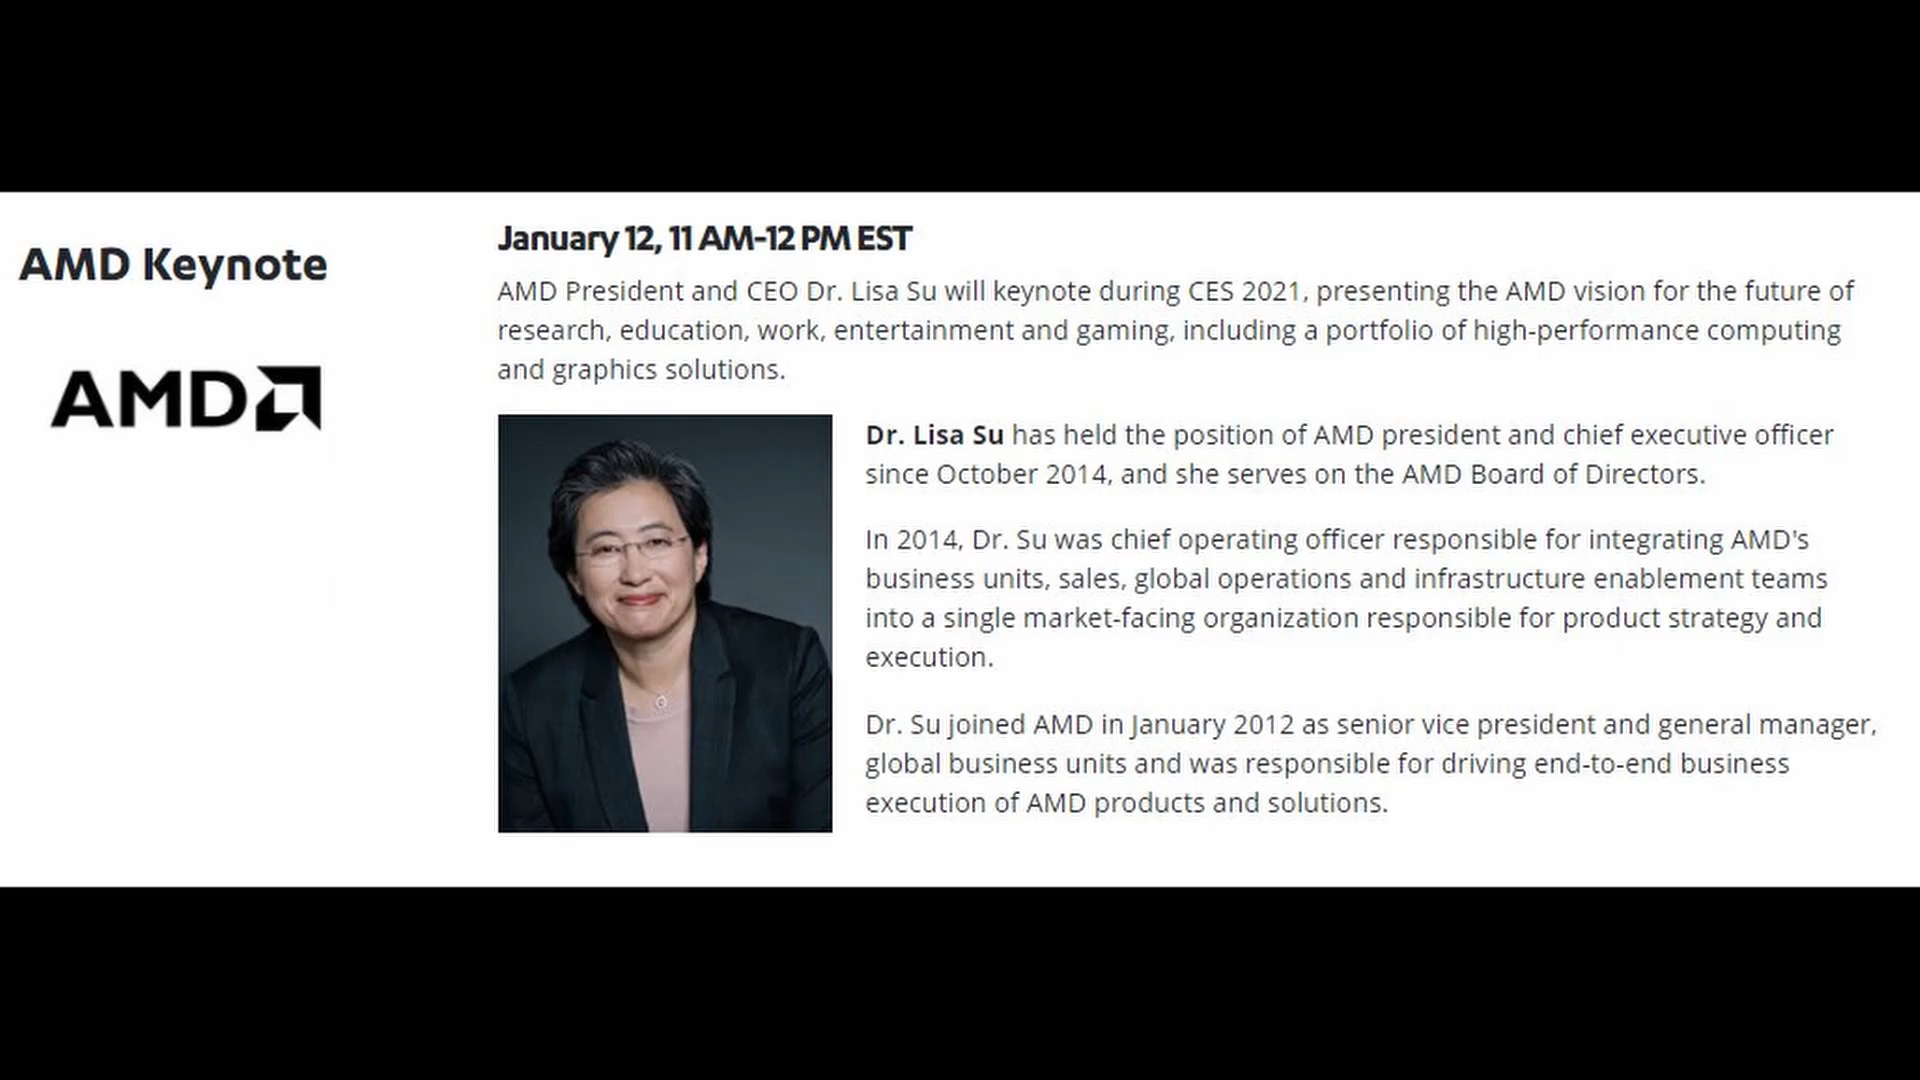 AMD Keynote
AMD
January 12, 11 AM-12 PM EST
AMD President and CEO Dr. Lisa Su will keynote during CES 2021, presenting the AMD vision for the future of
research, education, work, entertainment and gaming, including a portfolio of high-performance computing
and graphics solutions.
Dr. Lisa Su has held the position of AMD president and chief executive officer
since October 2014, and she serves on the AMD Board of Directors.
In 2014, Dr. Su was chief operating officer responsible for integrating AMD's
business units, sales, global operations and infrastructure enablement teams
into a single market-facing organization responsible for product strategy and
execution.
Dr. Su joined AMD in January 2012 as senior vice president and general manager,
global business units and was responsible for driving end-to-end business
execution of AMD products and solutions.